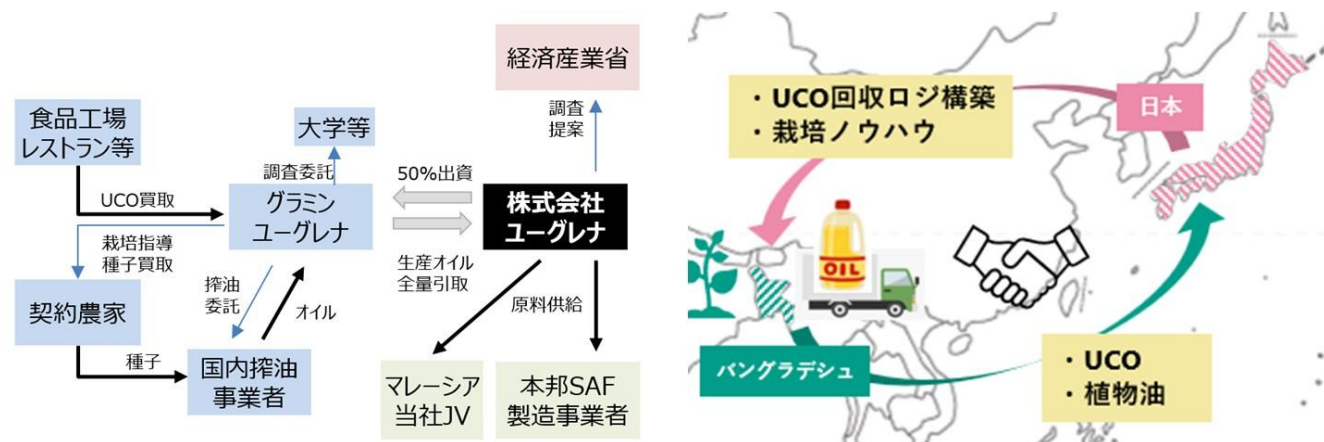 経済産業省
調査
提案
食品工場
レストラン等
大学等
調査委託
50%出資
UCO買取
グラミン
ユーグレナ
株式会社
ユーグレナ
栽培指導
種子買取
生産オイル
全量引取
搾油
委託
オイル
原料供給
契約農家
種子
国内搾油
事業者
マレーシア
当社JV
本邦SAF
製造事業者
・UCO回収ロジ構築
・栽培ノウハウ
日本
OIL
バングラデシュ
・UCO
・植物油